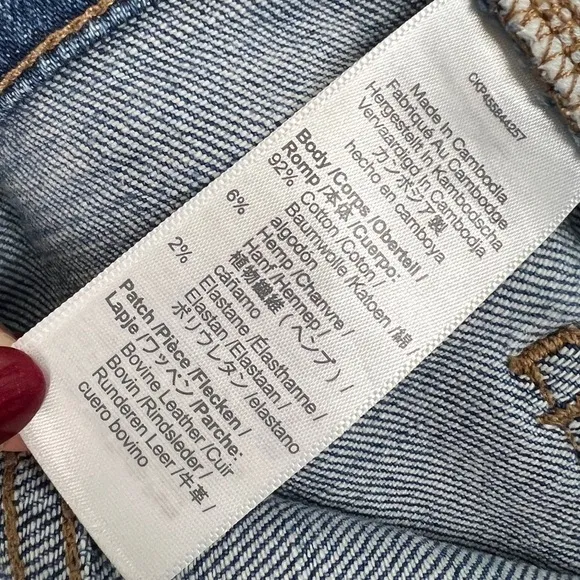 CKPASSB44257
Made In Cambodia
Fabriqué Au Cambodge
Hergestellt In Kambodscha
Vervaardigd in Cambodja
カンボジア製
hecho en camboya
Body /Corps /Oberteil /
Romp /本体 /Cuerpo:
92% Cotton /Coton /
Baumwolle /Katoen /綿 /
algodón
6% Hemp /Chanvre /
Hanf /Hennep /
植物繊維 (ヘンプ) /
cáñamo
2% Elastane /Élasthanne /
Elastan /Elastaan /
ポリウレタン /elastano
Patch /Pièce /Flecken /
Lapje /ワッペン /Parche:
Bovine Leather /Cuir
Bovin /Rindsleder /
Runderen Leer /牛革 /
cuero bovino